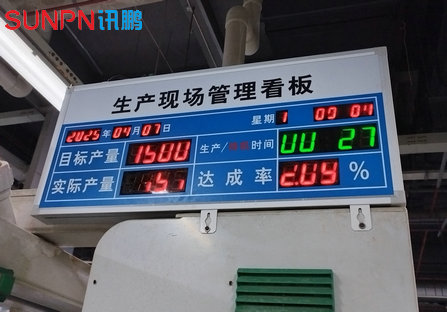 SUNPN讯鹏
生产现场管理看板
2025年04月07日 星期 1
目标产量 1500 生产/时间 27
实际产量 达成率 2.09 %